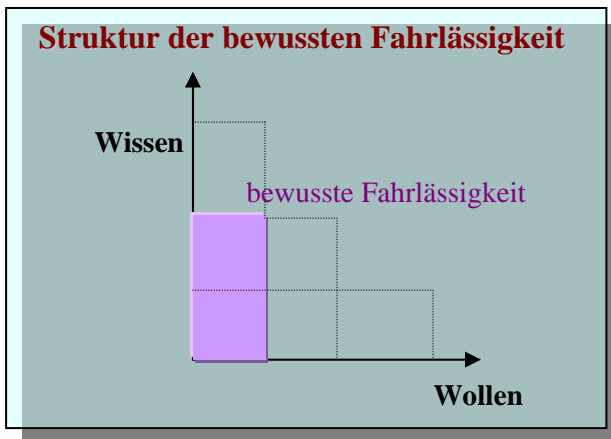 Struktur der bewussten Fahrlässigkeit
Wissen
bewusste Fahrlässigkeit
Wollen